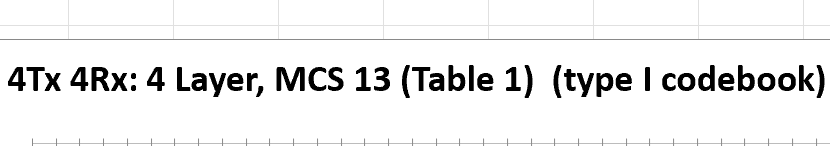 4Tx 4Rx: 4 Layer, MCS 13 (Table 1)  (type I codebook)